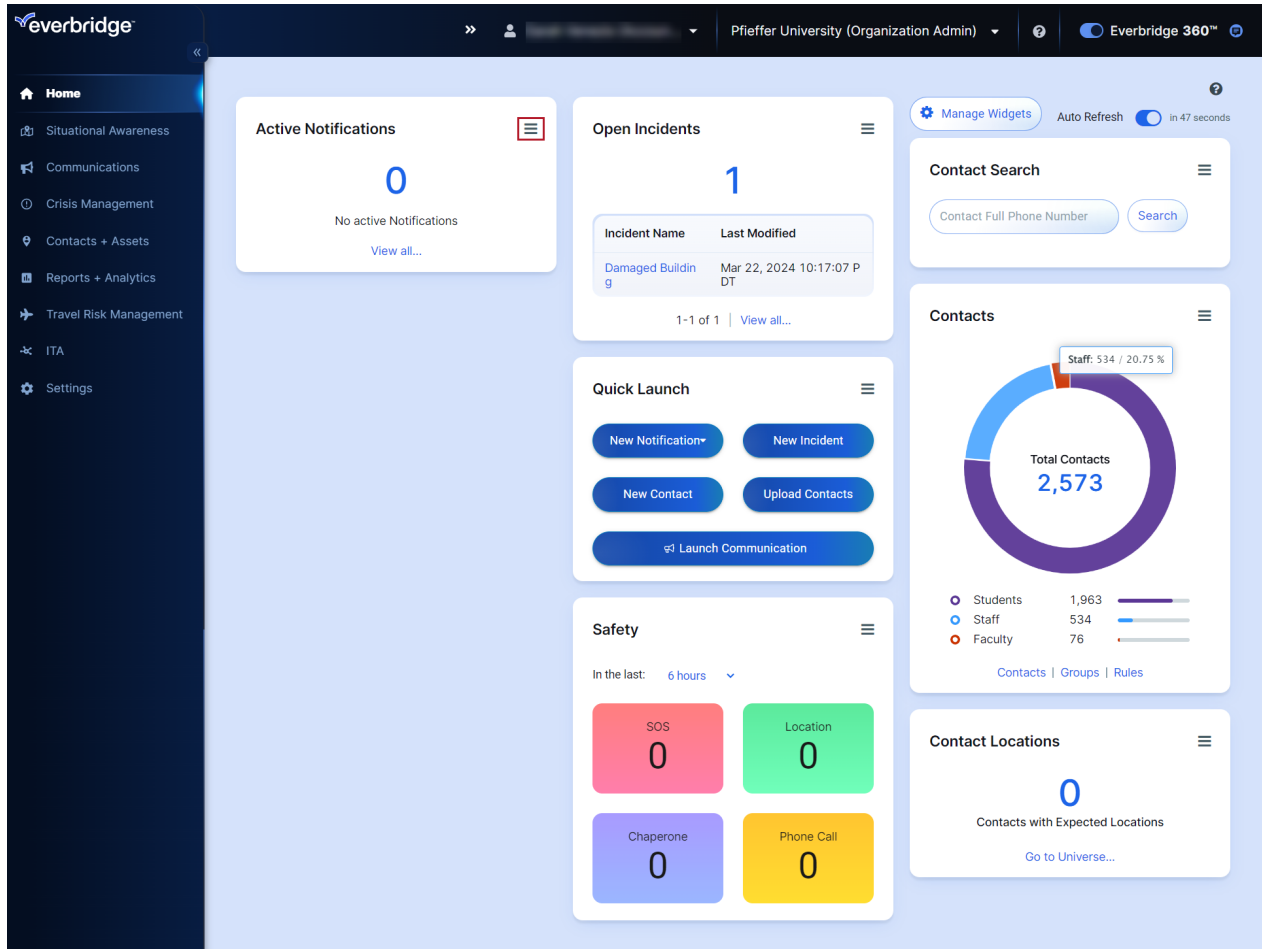 everbridge™
Pfieffer University (Organization Admin)
Everbridge 360™
Home
Situational Awareness
Communications
Crisis Management
Contacts + Assets
Reports + Analytics
Travel Risk Management
ITA
Settings
Active Notifications
0
No active Notifications
View all...
Open Incidents
1
Incident Name Last Modified
Damaged Buildin
g
Mar 22, 2024 10:17:07 P
DT
1-1 of 1 | View all...
Quick Launch
New Notification
New Incident
New Contact
Upload Contacts
Launch Communication
Safety
In the last: 6 hours
SOS
0
Location
0
Chaperone
0
Phone Call
0
Manage Widgets
Auto Refresh in 47 seconds
Contact Search
Contact Full Phone Number
Search
Contacts
Staff: 534 / 20.75 %
Total Contacts
2,573
Students 1,963
Staff 534
Faculty 76
Contacts | Groups | Rules
Contact Locations
0
Contacts with Expected Locations
Go to Universe...